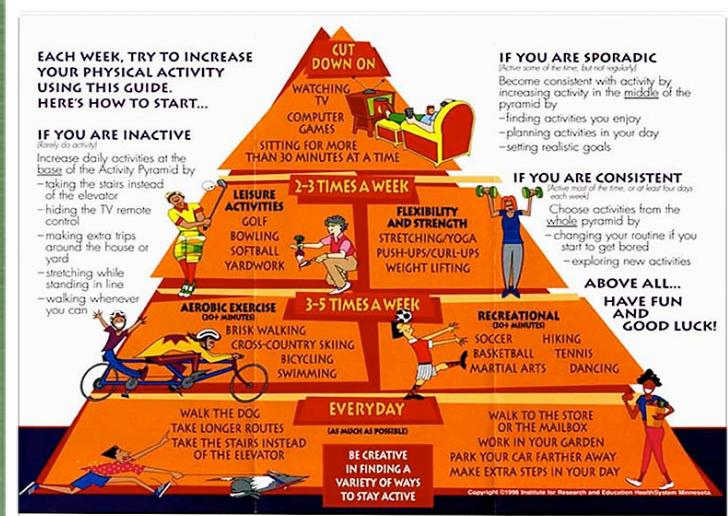 EACH WEEK, TRY TO INCREASE
YOUR PHYSICAL ACTIVITY
USING THIS GUIDE.
HERE'S HOW TO START...
IF YOU ARE INACTIVE
(Rarely do activity)
Increase daily activities at the
base of the Activity Pyramid by
–taking the stairs instead
of the elevator
–hiding the TV remote
control
–making extra trips
around the house or
yard
–stretching while
standing in line
–walking whenever
you can
CUT
DOWN ON
WATCHING
TV
COMPUTER
GAMES
SITTING FOR MORE
THAN 30 MINUTES AT A TIME
IF YOU ARE SPORADIC
(Active some of the time, but not regularly)
Become consistent with activity by
increasing activity in the middle of the
pyramid by
–finding activities you enjoy
–planning activities in your day
–setting realistic goals
IF YOU ARE CONSISTENT
(Active most of the time, or at least four days
each week)
Choose activities from the
whole pyramid by
–changing your routine if you
start to get bored
–exploring new activities
ABOVE ALL...
HAVE FUN
AND
GOOD LUCK!
2–3 TIMES A WEEK
LEISURE
ACTIVITIES
GOLF
BOWLING
SOFTBALL
YARDWORK
FLEXIBILITY
AND STRENGTH
STRETCHING/YOGA
PUSH-UPS/CURL-UPS
WEIGHT LIFTING
3–5 TIMES A WEEK
AEROBIC EXERCISE
(20+ MINUTES)
BRISK WALKING
CROSS-COUNTRY SKIING
BICYCLING
SWIMMING
RECREATIONAL
(30+ MINUTES)
SOCCER HIKING
BASKETBALL TENNIS
MARTIAL ARTS DANCING
EVERYDAY
(AS MUCH AS POSSIBLE)
WALK THE DOG
TAKE LONGER ROUTES
TAKE THE STAIRS INSTEAD
OF THE ELEVATOR
BE CREATIVE
IN FINDING A
VARIETY OF WAYS
TO STAY ACTIVE
WALK TO THE STORE
OR THE MAILBOX
WORK IN YOUR GARDEN
PARK YOUR CAR FARTHER AWAY
MAKE EXTRA STEPS IN YOUR DAY
Copyright ©1996 Institute for Research and Education HealthSystem Minnesota